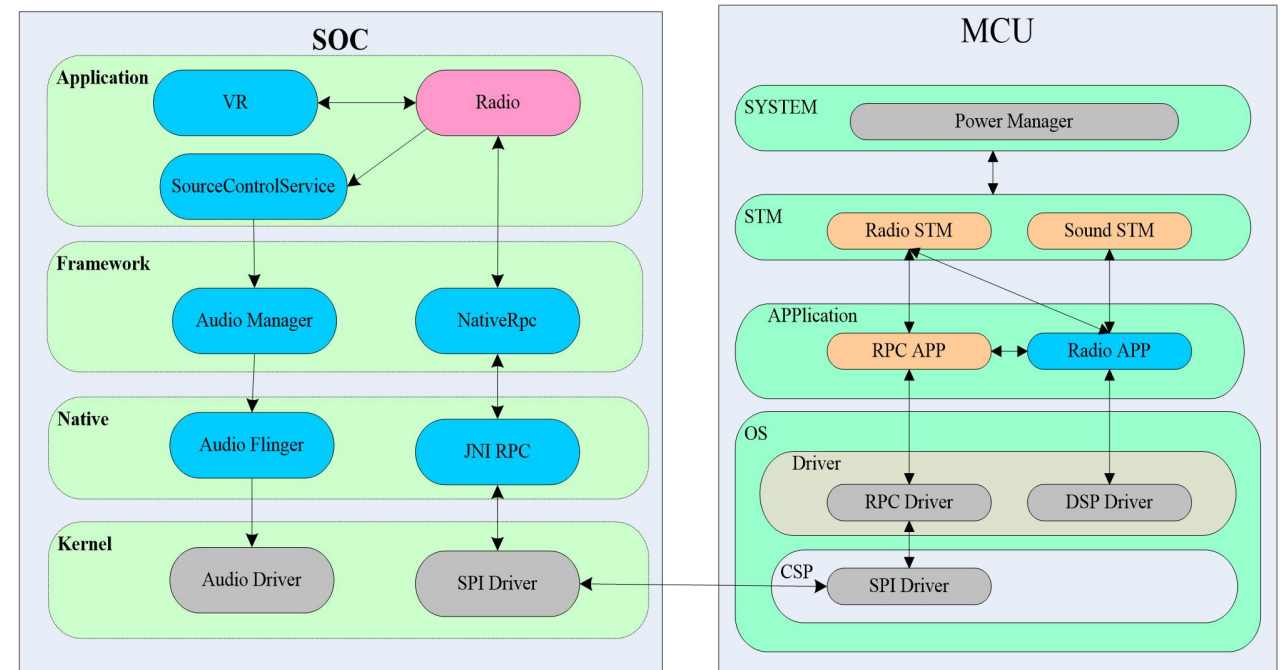 SOC
Application
VR
Radio
SourceControlService
Framework
Audio Manager
NativeRpc
Native
Audio Flinger
JNI RPC
Kernel
Audio Driver
SPI Driver
MCU
SYSTEM
Power Manager
STM
Radio STM
Sound STM
APPlication
RPC APP
Radio APP
OS
Driver
RPC Driver
DSP Driver
CSP
SPI Driver